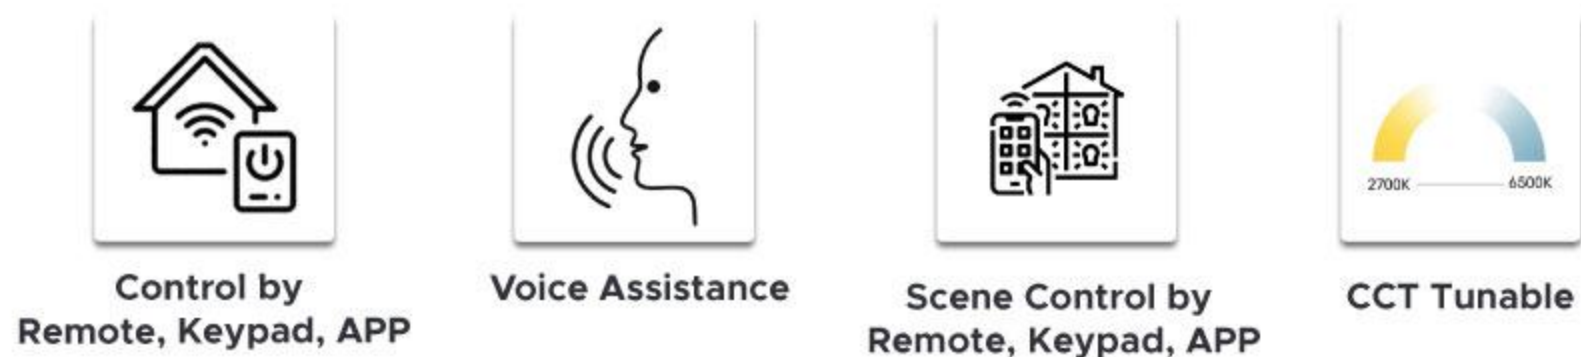 2700K
6500K
Control by
Remote, Keypad, APP
Voice Assistance
Scene Control by
Remote, Keypad, APP
CCT Tunable